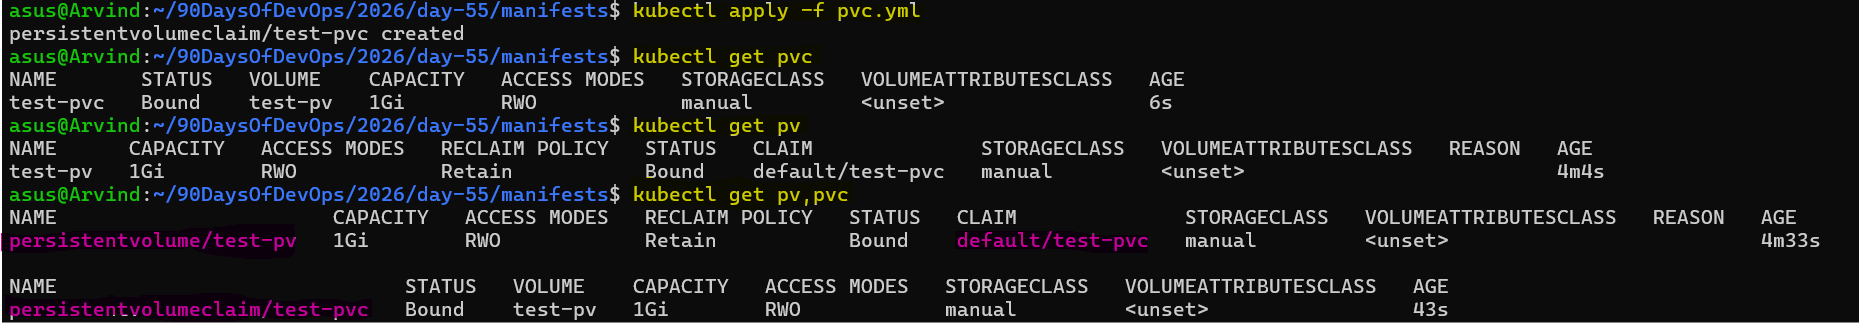 asus@Arvind:~/90DaysOfDevOps/2026/day-55/manifests$ kubectl apply -f pvc.yml
persistentvolumeclaim/test-pvc created
asus@Arvind:~/90DaysOfDevOps/2026/day-55/manifests$ kubectl get pvc
NAME       STATUS   VOLUME    CAPACITY   ACCESS MODES   STORAGECLASS   VOLUMEATTRIBUTESCLASS   AGE
test-pvc   Bound    test-pv   1Gi        RWO            manual         <unset>                 6s
asus@Arvind:~/90DaysOfDevOps/2026/day-55/manifests$ kubectl get pv
NAME      CAPACITY   ACCESS MODES   RECLAIM POLICY   STATUS   CLAIM              STORAGECLASS   VOLUMEATTRIBUTESCLASS   REASON   AGE
test-pv   1Gi        RWO            Retain           Bound    default/test-pvc   manual         <unset>                          4m4s
asus@Arvind:~/90DaysOfDevOps/2026/day-55/manifests$ kubectl get pv,pvc
NAME                       CAPACITY   ACCESS MODES   RECLAIM POLICY   STATUS   CLAIM              STORAGECLASS   VOLUMEATTRIBUTESCLASS   REASON   AGE
persistentvolume/test-pv   1Gi        RWO            Retain           Bound    default/test-pvc   manual         <unset>                          4m33s

NAME                             STATUS   VOLUME    CAPACITY   ACCESS MODES   STORAGECLASS   VOLUMEATTRIBUTESCLASS   AGE
persistentvolumeclaim/test-pvc   Bound    test-pv   1Gi        RWO            manual         <unset>                 43s